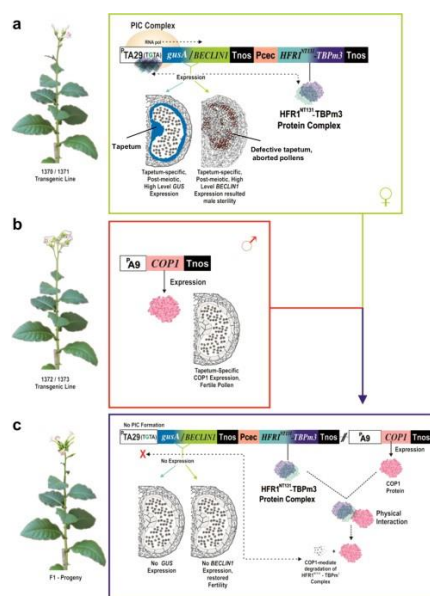 a
PIC Complex
RNA pol
PTA29(TGTA) gusA/BECLIN1 Tnos Pcec HFR1NT131-TBPm3 Tnos
Expression
HFR1NT131-TBPm3
Protein Complex
Tapetum
Defective tapetum,
aborted pollens
Tapetum-specific,
Post-meiotic,
High Level GUS
Expression
Tapetum-specific,
Post-meiotic, High
Level BECLIN1
Expression resulted
male sterility
1370 / 1371
Transgenic Line
♀
b
♂
PA9 COP1 Tnos
Expression
Tapetum-Specific
COP1 Expression,
Fertile Pollen
1372 / 1373
Transgenic Line
c
No PIC Formation
PTA29(TGTA) gusA/BECLIN1 Tnos Pcec HFR1NT131-TBPm3 Tnos // PA9 COP1 Tnos
X
No Expression
Expression
HFR1NT131-TBPm3
Protein Complex
COP1
Protein
Physical
Interaction
No GUS
Expression
No BECLIN1
Expression,
restored
Fertility
COP1-mediate
degradation of
Complex
F1 - Progeny